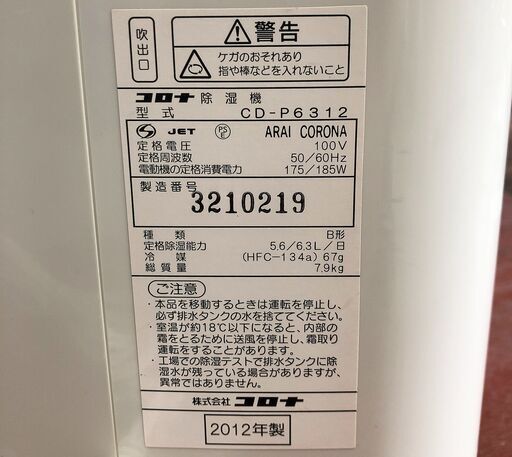 吹出口
警告
ケガのおそれあり
指や棒などを入れないこと
コロナ 除湿機
型式 CD-P6312
JET PSE ARAI CORONA
定格電圧 100V
定格周波数 50/60Hz
電動機の定格消費電力 175/185W
製造番号
3210219
種類 B形
定格除湿能力 5.6/6.3L/日
冷媒 (HFC-134a) 67g
総質量 7.9kg
ご注意
・本品を移動するときは運転を停止し、
必ず排水タンクの水を捨ててください。
・室温が約18℃以下になると、内部の
霜をとるために送風を停止し、霜取り
運転をすることがあります。
・工場での除湿テストで排水タンクに除
湿水が残っている場合がありますが、
異常ではありません。
株式会社 コロナ
2012年製